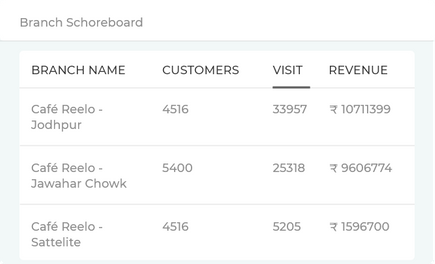 Branch Schoreboard
BRANCH NAME CUSTOMERS VISIT REVENUE
Café Reelo - 4516 33957 ₹ 10711399
Jodhpur
Café Reelo - 5400 25318 ₹ 9606774
Jawahar Chowk
Café Reelo - 4516 5205 ₹ 1596700
Sattelite